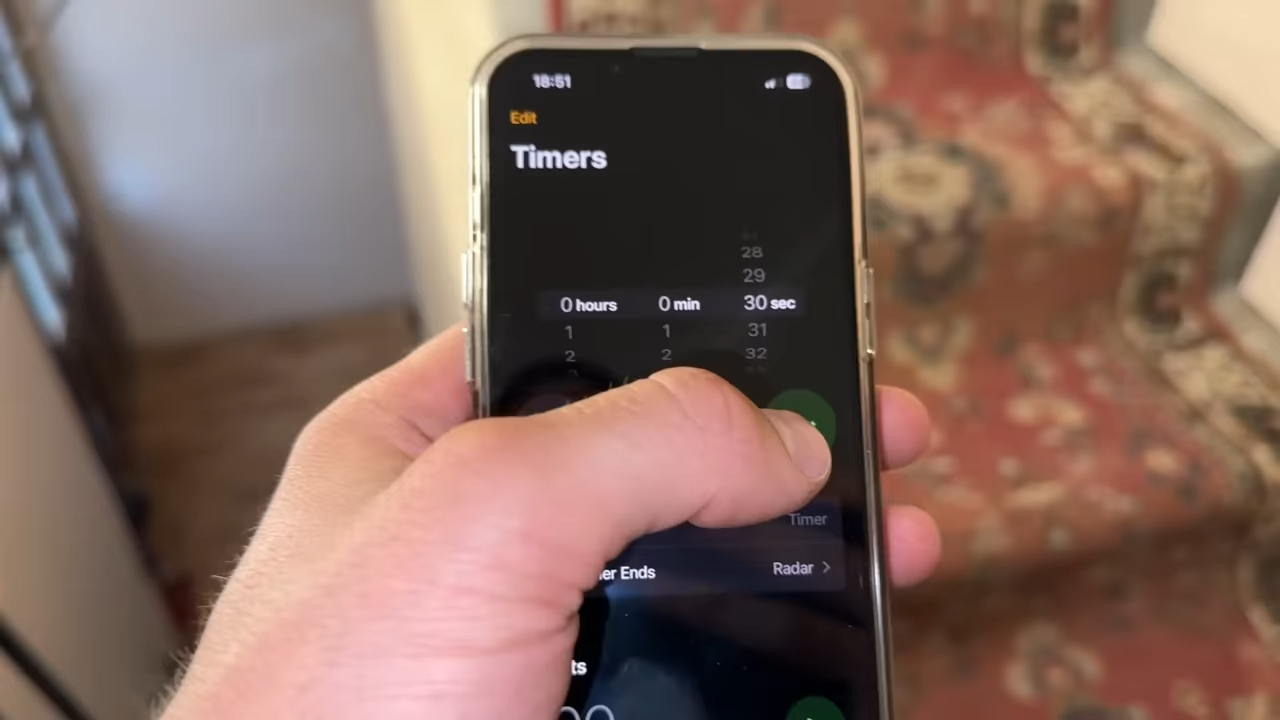 18:51
Edit
Timers
28
29
0 hours 0 min 30 sec
1 1 31
2 2 32
Timer
er Ends Radar
ts